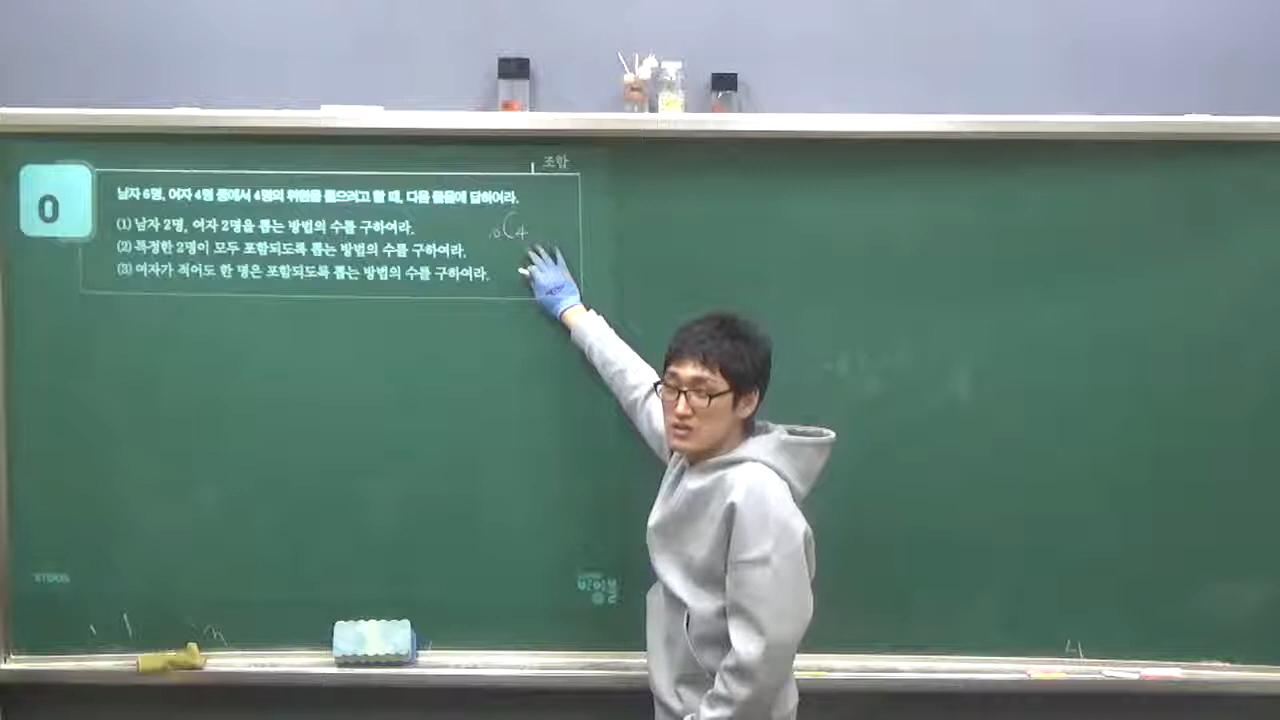 조합
0
남자 6명, 여자 4명 중에서 4명의 위원을 뽑으려고 할 때, 다음 물음에 답하여라.
(1) 남자 2명, 여자 2명을 뽑는 방법의 수를 구하여라.
₁₀C₄
(2) 특정한 2명이 모두 포함되도록 뽑는 방법의 수를 구하여라.
(3) 여자가 적어도 한 명은 포함되도록 뽑는 방법의 수를 구하여라.